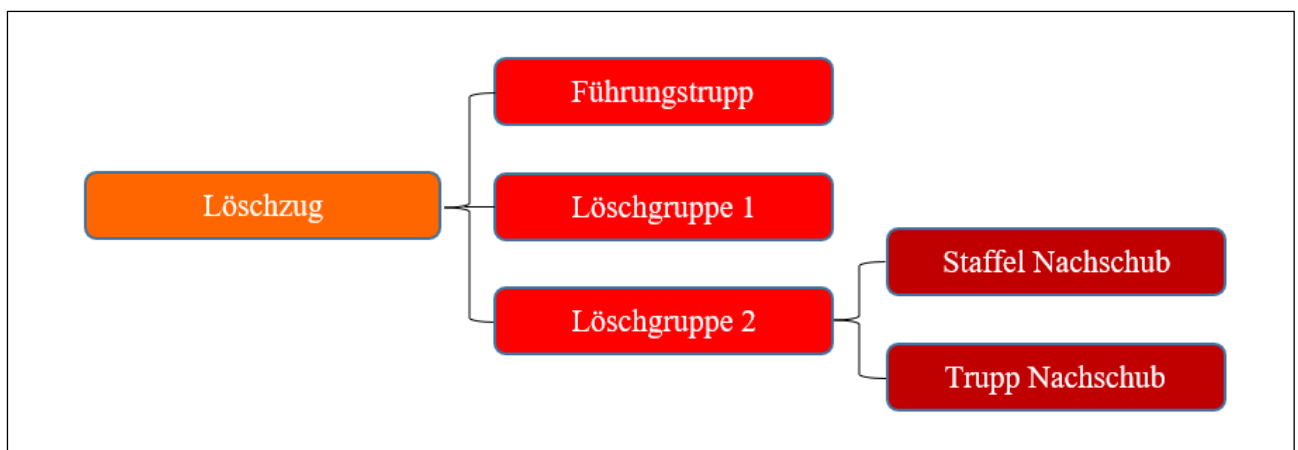 Führungstrupp
Löschzug
Löschgruppe 1
Löschgruppe 2
Staffel Nachschub
Trupp Nachschub